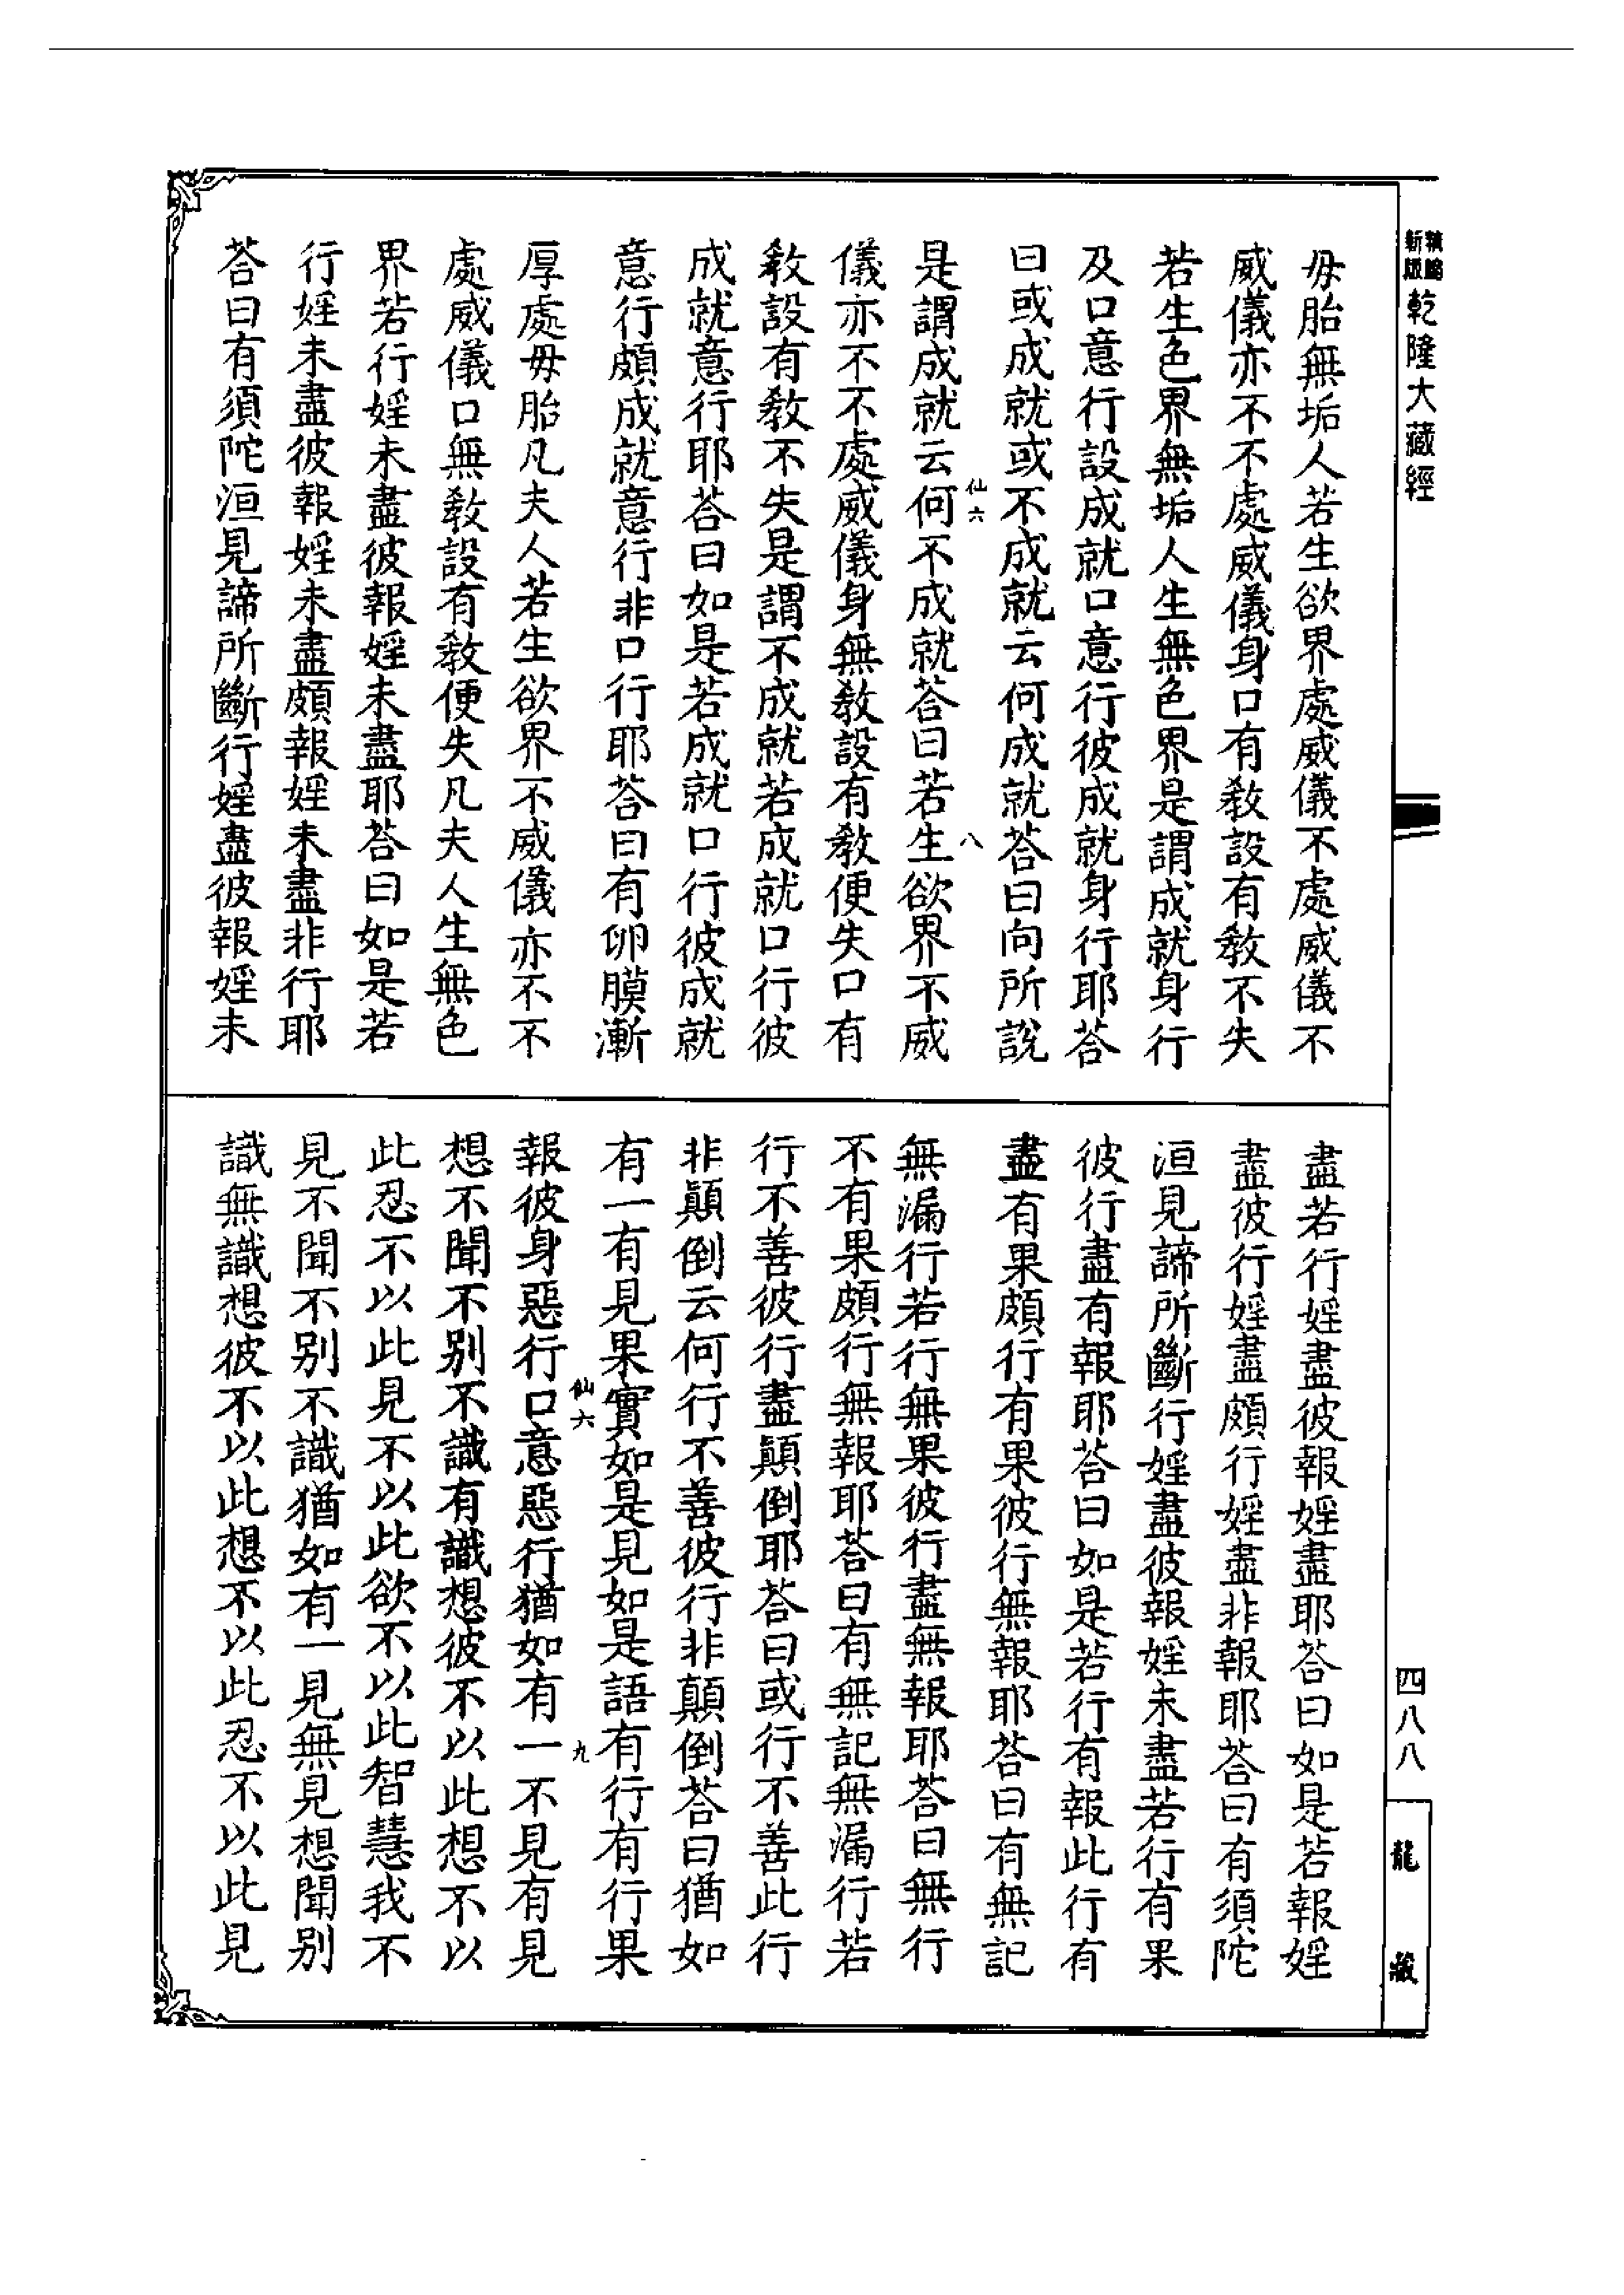 精縮新版乾隆大藏經
母胎無垢人若生欲界處威儀不處威儀不
威儀亦不不處威儀身口有教設有教不失
若生色界無垢人生無色界是謂成就身行
及口意行設成就口意行彼成就身行耶荅
曰或成就或不成就云何成就荅曰向所說
仙六
八
是謂成就云何不成就荅曰若生欲界不威
儀亦不不處威儀身無教設有教便失口有
教設有教不失是謂不成就若成就口行彼
成就意行耶荅曰如是若成就口行彼成就
意行頗成就意行非口行耶荅曰有卵膜漸
厚處母胎凡夫人若生欲界不威儀亦不不
處威儀口無教設有教便失凡夫人生無色
界若行婬未盡彼報婬未盡耶荅曰如是若
行婬未盡彼報婬未盡頗報婬未盡非行耶
荅曰有須陀洹見諦所斷行婬盡彼報婬未
盡若行婬盡彼報婬盡耶荅曰如是若報婬
盡彼行婬盡頗行婬盡非報耶荅曰有須陀
洹見諦所斷行婬盡彼報婬未盡若行有果
彼行盡有報耶荅曰如是若行有報此行有
盡有果頗行有果彼行無報耶荅曰有無記
無漏行若行無果彼行盡無報耶荅曰無行
不有果頗行無報耶荅曰有無記無漏行若
行不善彼行盡顛倒耶荅曰或行不善此行
非顛倒云何行不善彼行非顛倒荅曰猶如
有一有見果實如是見如是語有行有行果
仙六
九
報彼身惡行口意惡行猶如有一不見有見
想不聞不别不識有識想彼不以此想不以
此忍不以此見不以此欲不以此智慧我不
見不聞不别不識猶如有一見無見想聞别
識無識想彼不以此想不以此忍不以此見
四八八
龍藏